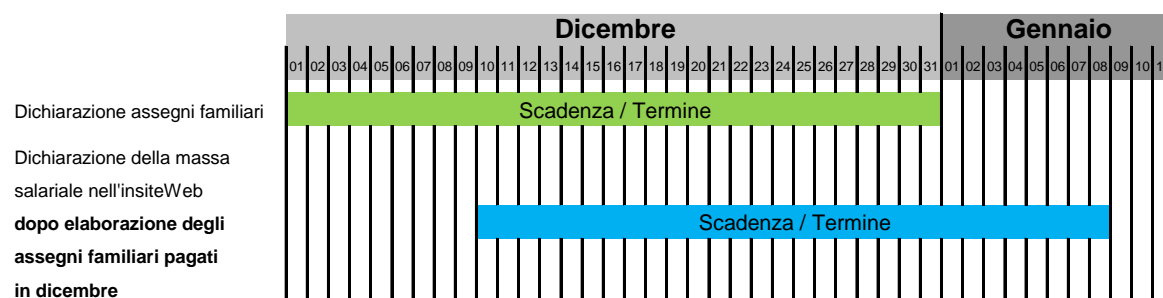 Dicembre Gennaio
01 02 03 04 05 06 07 08 09 10 11 12 13 14 15 16 17 18 19 20 21 22 23 24 25 26 27 28 29 30 31 01 02 03 04 05 06 07 08 09 10 1
Dichiarazione assegni familiari Scadenza / Termine
Dichiarazione della massa
salariale nell'insiteWeb
dopo elaborazione degli Scadenza / Termine
assegni familiari pagati
in dicembre